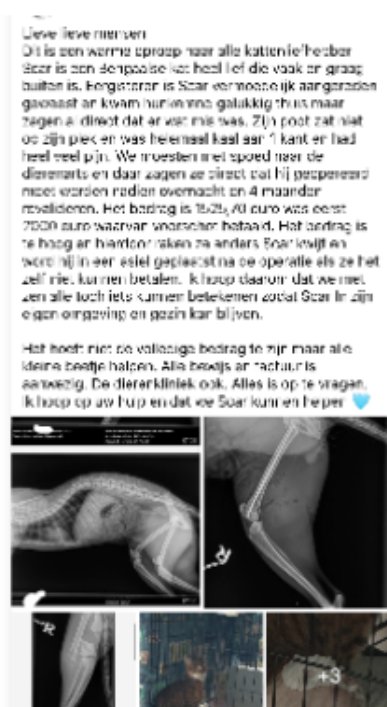 Lieve lieve mensen
Dit is een warme oproep naar alle kattenliefhebber
Scar is een Bengaalse kat heel lief die vaak en graag
buiten is. Eergisteren is Scar vermoedelijk aangereden
geweest en kwam hinkende gelukkig thuis maar
zagen al direct dat er wat mis was. Zijn poot zat niet
op zijn plek en was helemaal kaal aan 1 kant en had
heel veel pijn. We moesten met spoed naar de
dierenarts en daar zagen ze direct dat hij geopereerd
moet worden nadien overnacht en 4 maanden
revalideren. Het bedrag is 1525,70 euro was eerst
2000 euro waarvan voorschot betaald. Het bedrag is
te hoog en hierdoor raken ze anders Scar kwijt en
word hij in een asiel geplaatst na de operatie als ze het
zelf niet kunnen betalen. Ik hoop daarom dat we met
zen alle toch iets kunnen betekenen zodat Scar In zijn
eigen omgeving en gezin kan blijven.
Het hoeft niet de volledige bedrag te zijn maar alle
kleine beetje helpen. Alle bewijs en factuur is
aanwezig. De dierenkliniek ook. Alles is op te vragen.
Ik hoop op uw hulp en dat we Scar kunnen helpen 🩵
R
+3